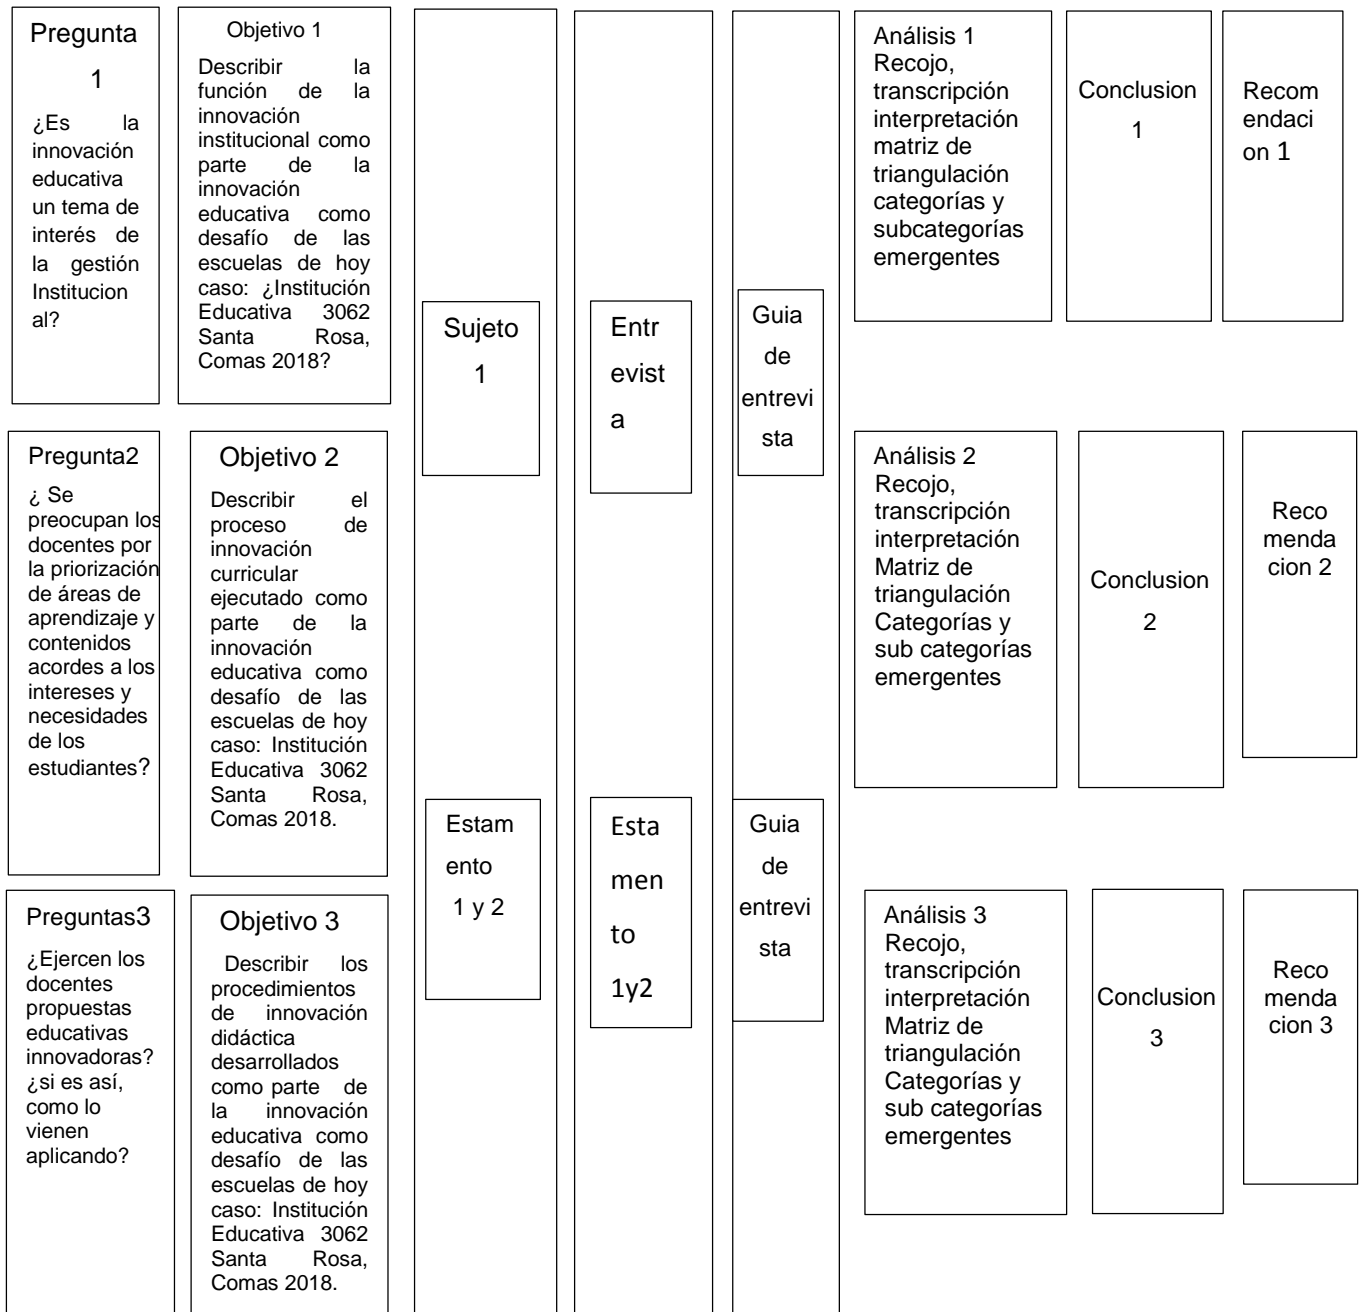 Pregunta
1
¿Es la
innovación
educativa
un tema de
interés de
la gestión
Institucion
al?
Objetivo 1
Describir la
función de la
innovación
institucional como
parte de la
innovación
educativa como
desafío de las
escuelas de hoy
caso: ¿Institución
Educativa 3062
Santa Rosa,
Comas 2018?
Sujeto
1
Entr
evist
a
Guia
de
entrevi
sta
Análisis 1
Recojo,
transcripción
interpretación
matriz de
triangulación
categorías y
subcategorías
emergentes
Conclusion
1
Recom
endaci
on 1
Pregunta2
¿ Se
preocupan los
docentes por
la priorización
de áreas de
aprendizaje y
contenidos
acordes a los
intereses y
necesidades
de los
estudiantes?
Objetivo 2
Describir el
proceso de
innovación
curricular
ejecutado como
parte de la
innovación
educativa como
desafío de las
escuelas de hoy
caso: Institución
Educativa 3062
Santa Rosa,
Comas 2018.
Estam
ento
1 y 2
Esta
men
to
1y2
Guia
de
entrevi
sta
Análisis 2
Recojo,
transcripción
interpretación
Matriz de
triangulación
Categorías y
sub categorías
emergentes
Conclusion
2
Reco
menda
cion 2
Preguntas3
¿Ejercen los
docentes
propuestas
educativas
innovadoras?
¿si es así,
como lo
vienen
aplicando?
Objetivo 3
Describir los
procedimientos
de innovación
didáctica
desarrollados
como parte de
la innovación
educativa como
desafío de las
escuelas de hoy
caso: Institución
Educativa 3062
Santa Rosa,
Comas 2018.
Análisis 3
Recojo,
transcripción
interpretación
Matriz de
triangulación
Categorías y
sub categorías
emergentes
Conclusion
3
Reco
menda
cion 3